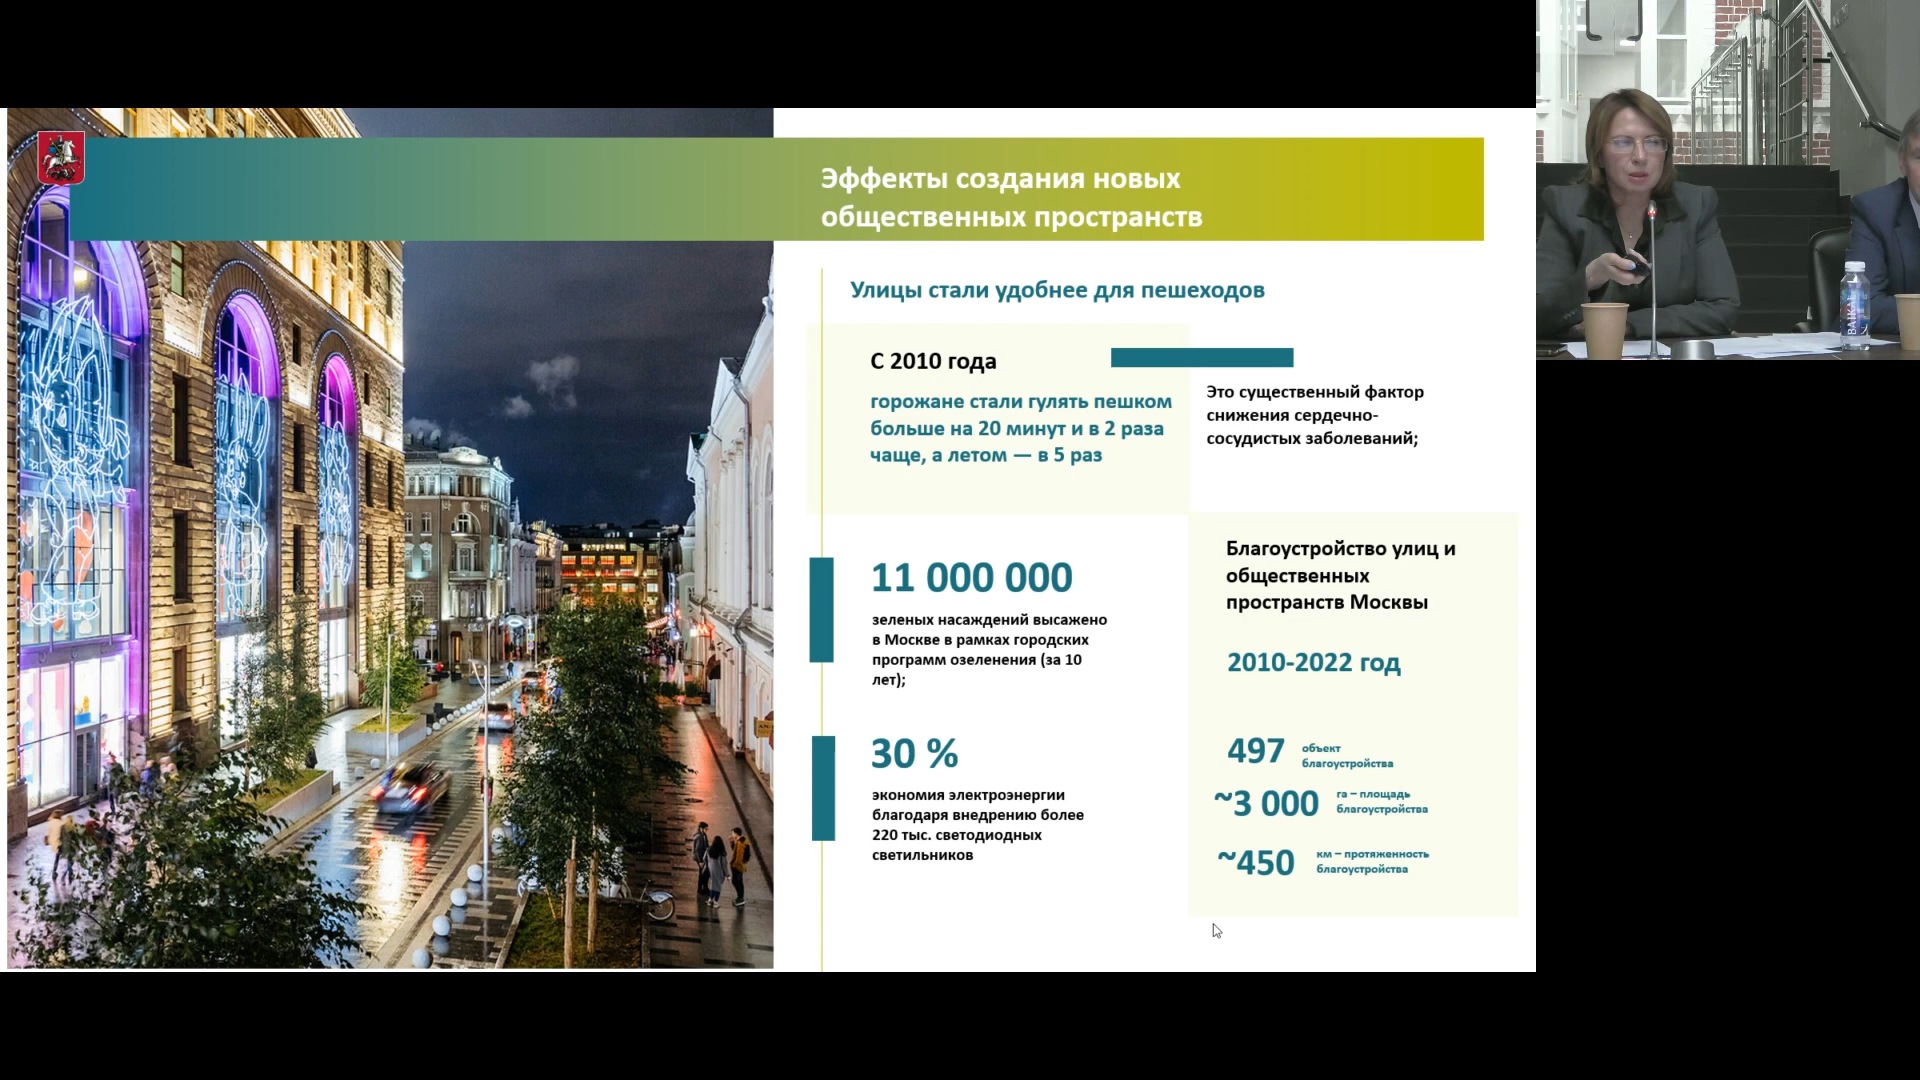 Эффекты создания новых
общественных пространств
Улицы стали удобнее для пешеходов
С 2010 года
горожане стали гулять пешком
больше на 20 минут и в 2 раза
чаще, а летом — в 5 раз
Это существенный фактор
снижения сердечно-
сосудистых заболеваний;
11 000 000
зеленых насаждений высажено
в Москве в рамках городских
программ озеленения (за 10
лет);
30 %
экономия электроэнергии
благодаря внедрению более
220 тыс. светодиодных
светильников
Благоустройство улиц и
общественных
пространств Москвы
2010-2022 год
497 объект
благоустройства
~3 000 га – площадь
благоустройства
~450 км – протяженность
благоустройства
BAIKAL